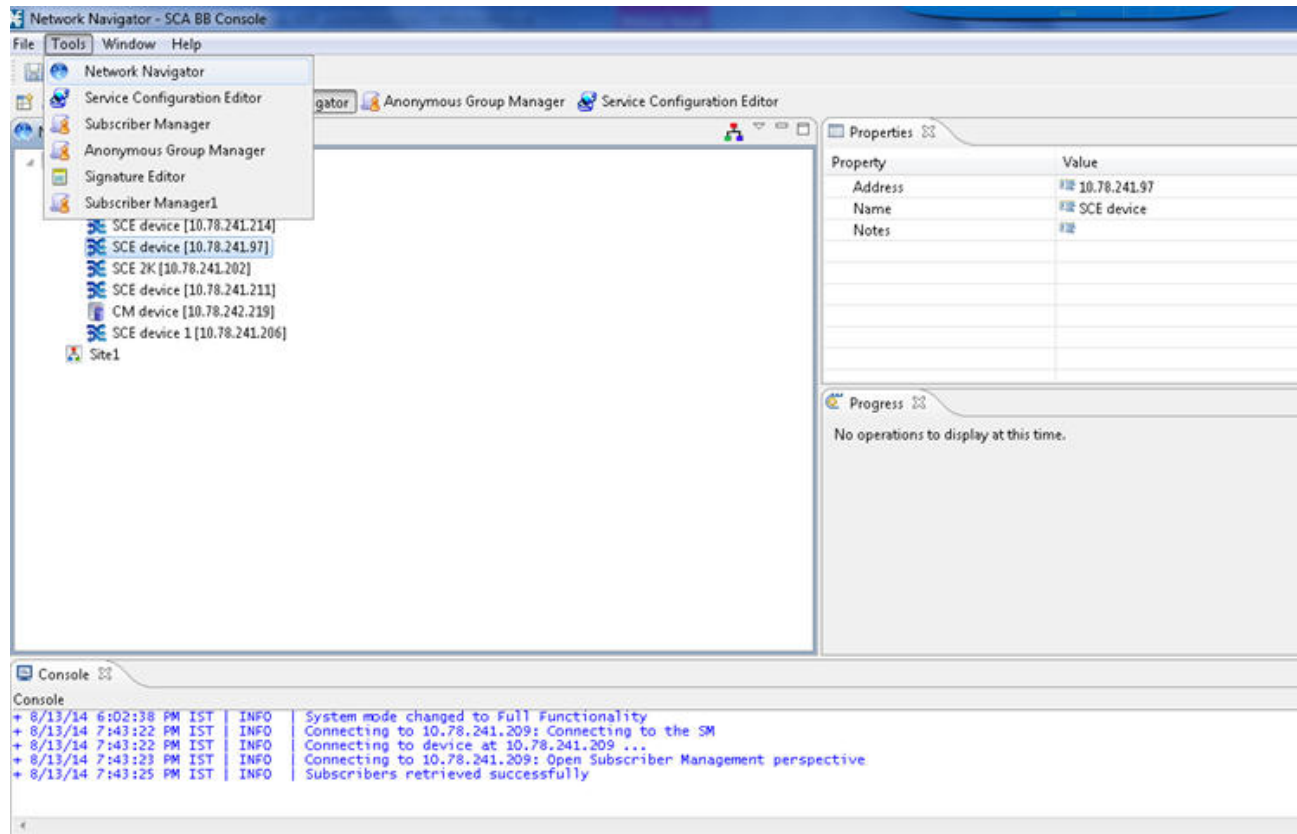 Network Navigator - SCA BB Console
File Tools Window Help
Network Navigator
Service Configuration Editor
Subscriber Manager
Anonymous Group Manager
Signature Editor
Subscriber Manager1
gator Anonymous Group Manager Service Configuration Editor
SCE device [10.78.241.214]
SCE device [10.78.241.97]
SCE 2K [10.78.241.202]
SCE device [10.78.241.211]
CM device [10.78.242.219]
SCE device 1 [10.78.241.206]
Site1
Properties
Property Value
Address 10.78.241.97
Name SCE device
Notes
Progress
No operations to display at this time.
Console
Console
+ 8/13/14 6:02:38 PM IST | INFO | System mode changed to Full Functionality
+ 8/13/14 7:43:22 PM IST | INFO | Connecting to 10.78.241.209: Connecting to the SM
+ 8/13/14 7:43:22 PM IST | INFO | Connecting to device at 10.78.241.209 ...
+ 8/13/14 7:43:23 PM IST | INFO | Connecting to 10.78.241.209: Open Subscriber Management perspective
+ 8/13/14 7:43:25 PM IST | INFO | Subscribers retrieved successfully